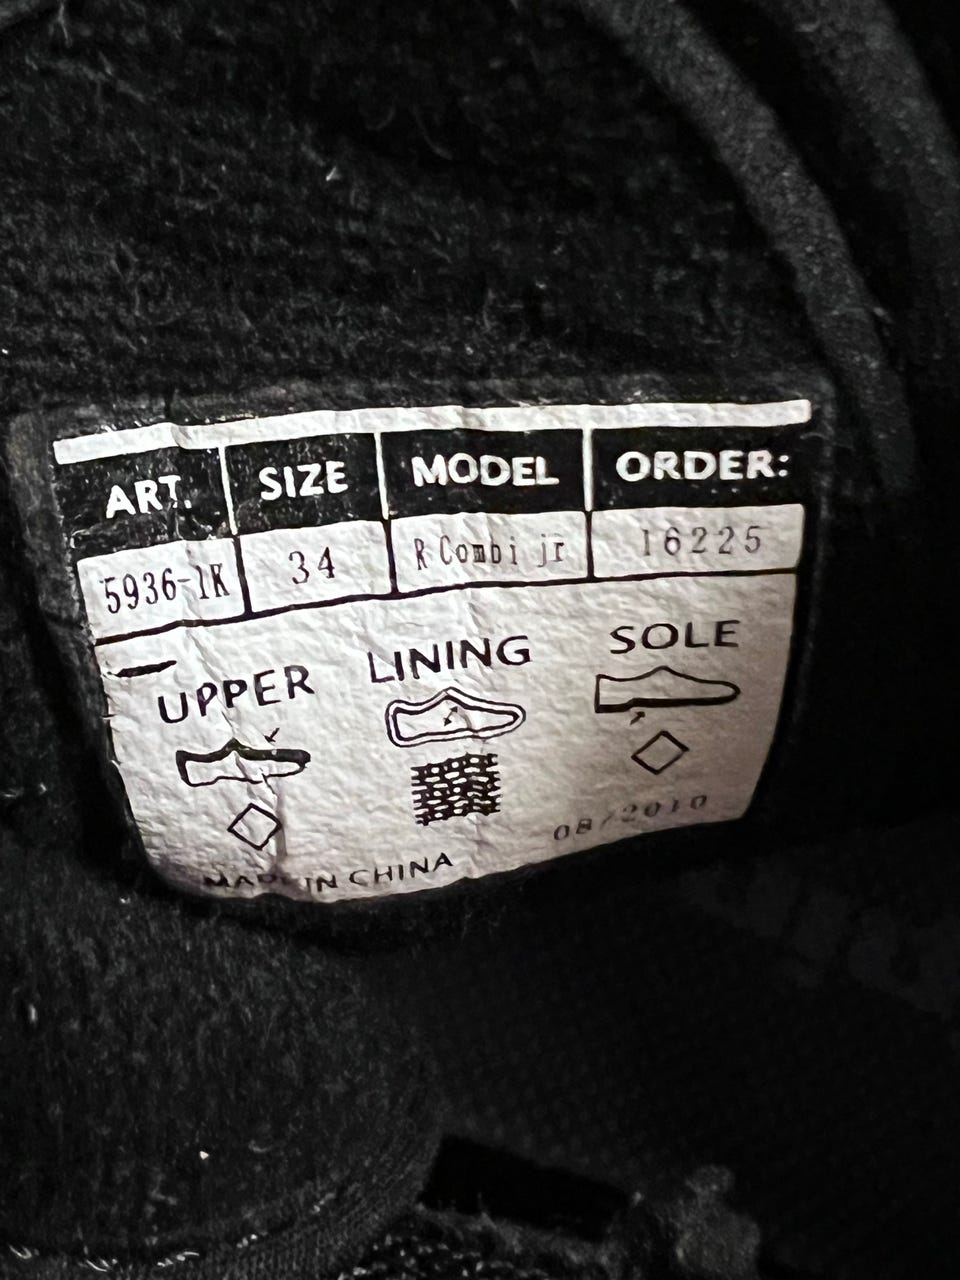 ART. SIZE MODEL ORDER:
5936-1K 34 R Combi jr 16225
UPPER LINING SOLE
08/2010
MADE IN CHINA